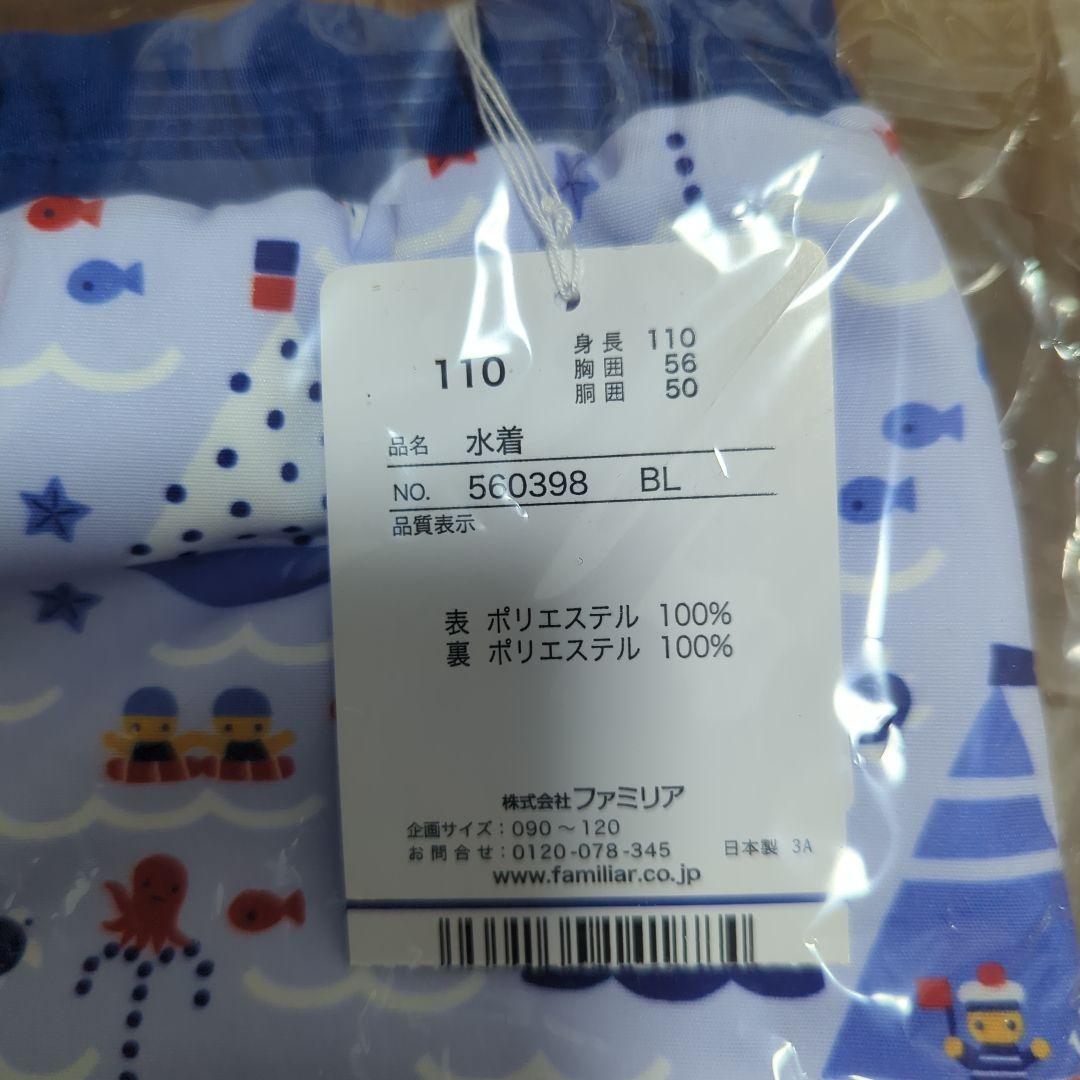 110
身長 110
胸囲 56
胴囲 50
品名 水着
NO. 560398 BL
品質表示
表 ポリエステル 100%
裏 ポリエステル 100%
株式会社ファミリア
企画サイズ：090～120
お問合せ：0120-078-345 日本製 3A
www.familiar.co.jp